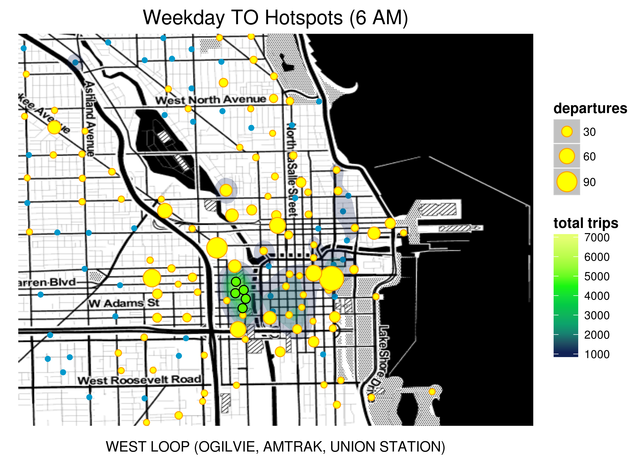 Weekday TO Hotspots (6 AM)
Ashland Avenue
West North Avenue
kee Avenue
North LaSalle Street
arren Blvd
W Adams St
West Roosevelt Road
Lake Shore Dr
departures
30
60
90
total trips
7000
6000
5000
4000
3000
2000
1000
WEST LOOP (OGILVIE, AMTRAK, UNION STATION)